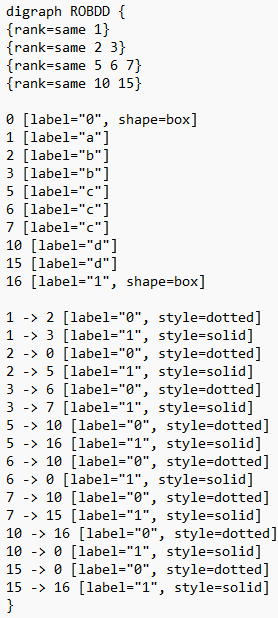 digraph ROBDD {
{rank=same 1}
{rank=same 2 3}
{rank=same 5 6 7}
{rank=same 10 15}

0 [label="0", shape=box]
1 [label="a"]
2 [label="b"]
3 [label="b"]
5 [label="c"]
6 [label="c"]
7 [label="c"]
10 [label="d"]
15 [label="d"]
16 [label="1", shape=box]

1 -> 2 [label="0", style=dotted]
1 -> 3 [label="1", style=solid]
2 -> 0 [label="0", style=dotted]
2 -> 5 [label="1", style=solid]
3 -> 6 [label="0", style=dotted]
3 -> 7 [label="1", style=solid]
5 -> 10 [label="0", style=dotted]
5 -> 16 [label="1", style=solid]
6 -> 10 [label="0", style=dotted]
6 -> 0 [label="1", style=solid]
7 -> 10 [label="0", style=dotted]
7 -> 15 [label="1", style=solid]
10 -> 16 [label="0", style=dotted]
10 -> 0 [label="1", style=solid]
15 -> 0 [label="0", style=dotted]
15 -> 16 [label="1", style=solid]
}